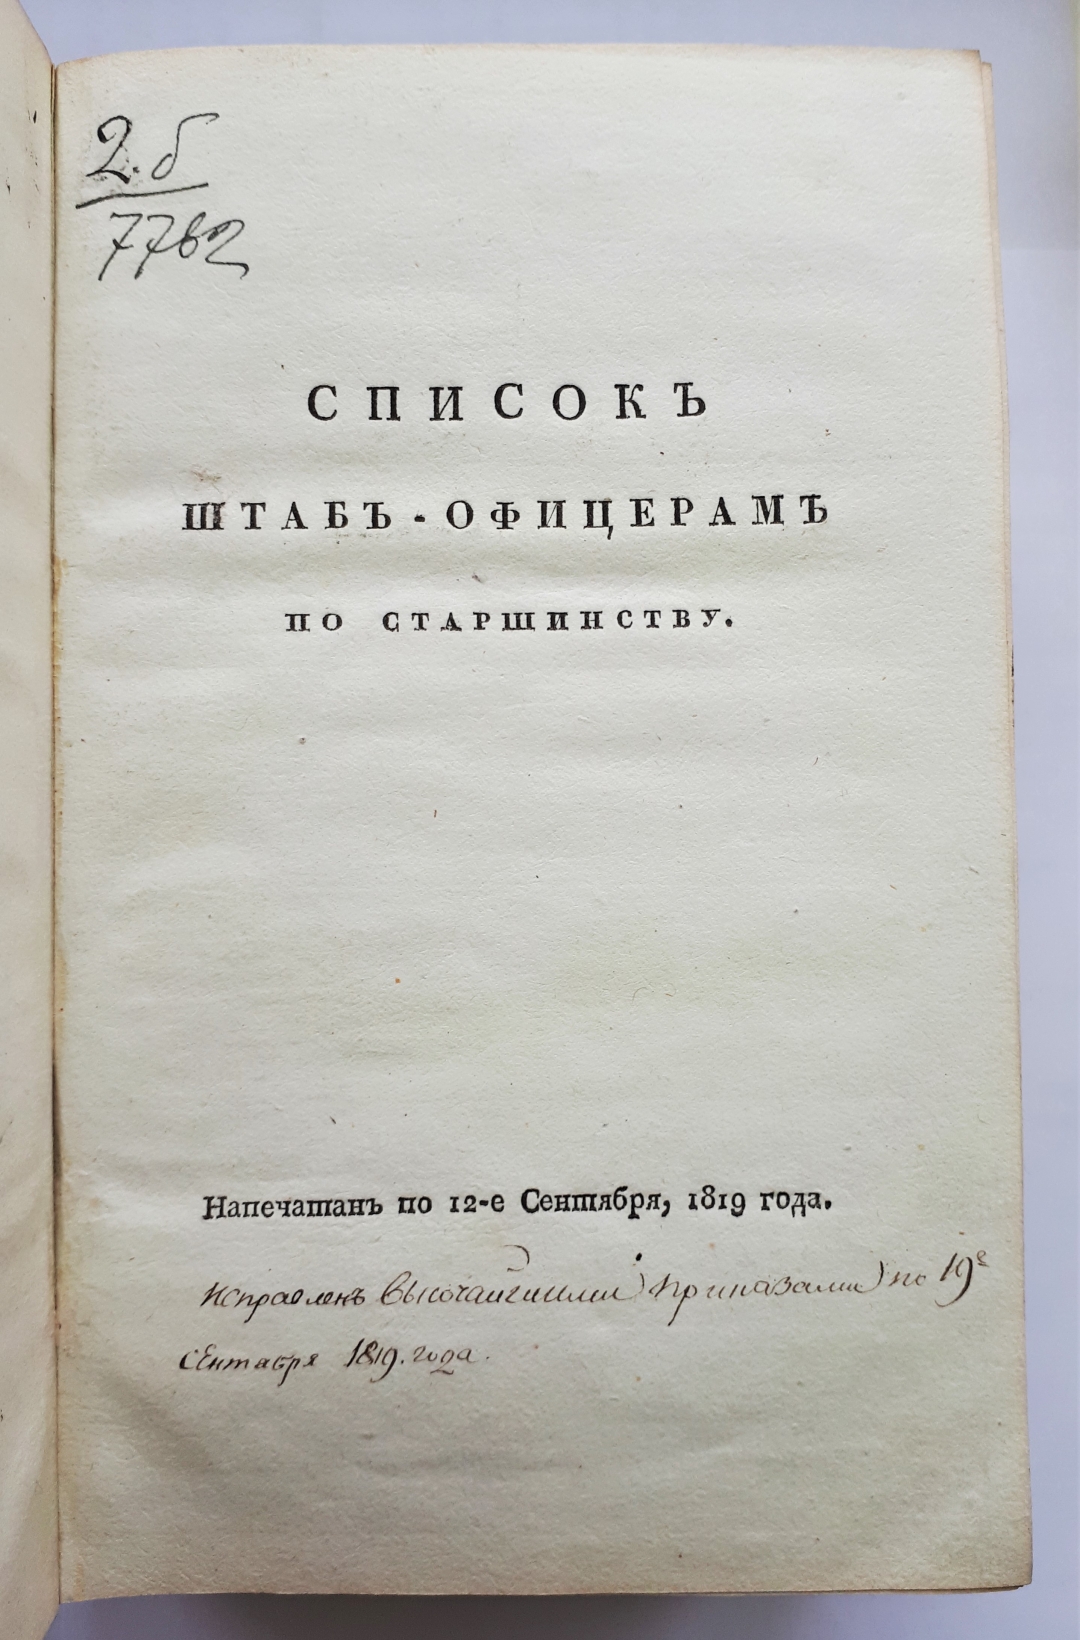 2.б
7762
СПИСОКЪ
ШТАБЪ-ОФИЦЕРАМЪ
ПО СТАРШИНСТВУ.
Напечатанъ по 12-е Сентября, 1819 года.
исправленъ высочайшими приказами по 19е
сентября 1819. года.